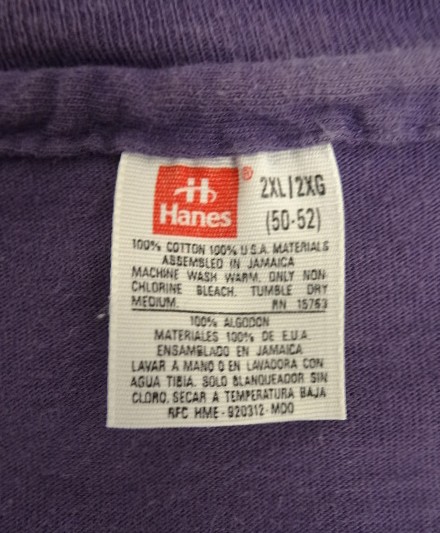 Hanes®
2XL/2XG
(50-52)
100% COTTON 100% U.S.A. MATERIALS
ASSEMBLED IN JAMAICA
MACHINE WASH WARM, ONLY NON-
CHLORINE BLEACH. TUMBLE DRY
MEDIUM. RN 15763
100% ALGODON
MATERIALES 100% DE E.U.A.
ENSAMBLADO EN JAMAICA
LAVAR A MANO O EN LAVADORA CON
AGUA TIBIA. SOLO BLANQUEADOR SIN
CLORO. SECAR A TEMPERATURA BAJA
RFC HME-920312-MD0